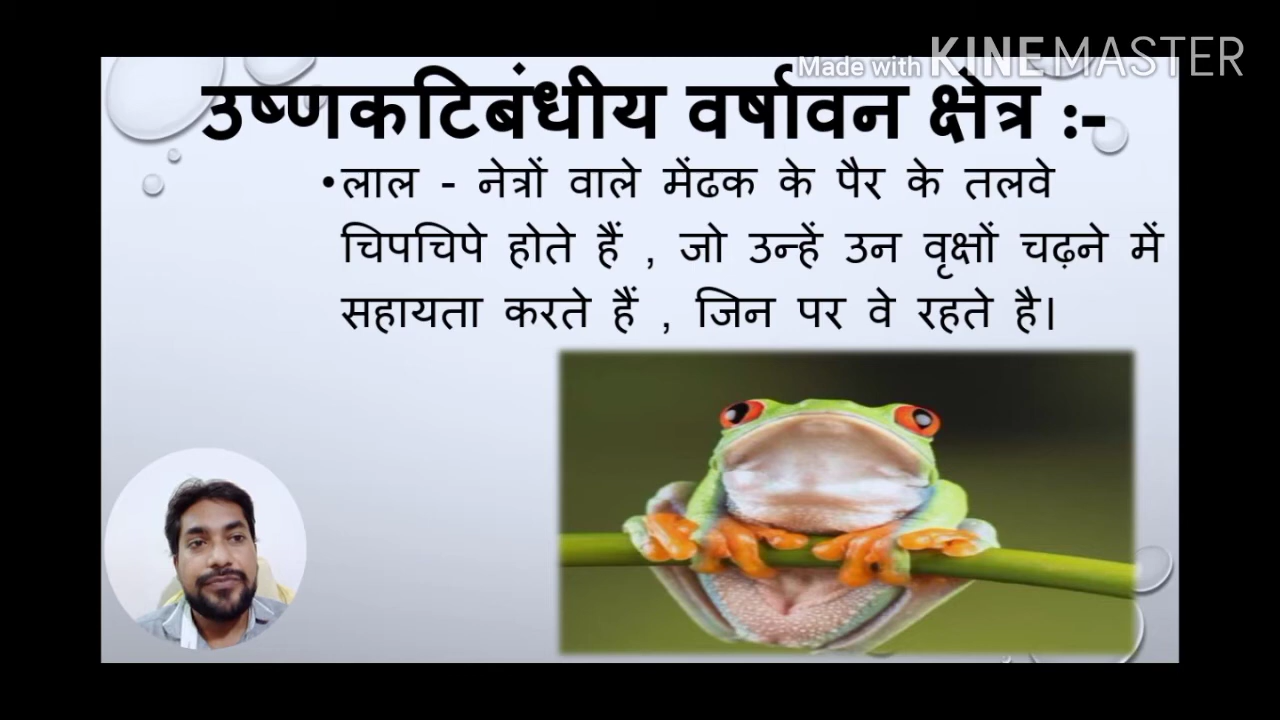 Made with KINEMASTER
उष्णकटिबंधीय वर्षावन क्षेत्र :-
•लाल - नेत्रों वाले मेंढक के पैर के तलवे
चिपचिपे होते हैं , जो उन्हें उन वृक्षों चढ़ने में
सहायता करते हैं , जिन पर वे रहते है।